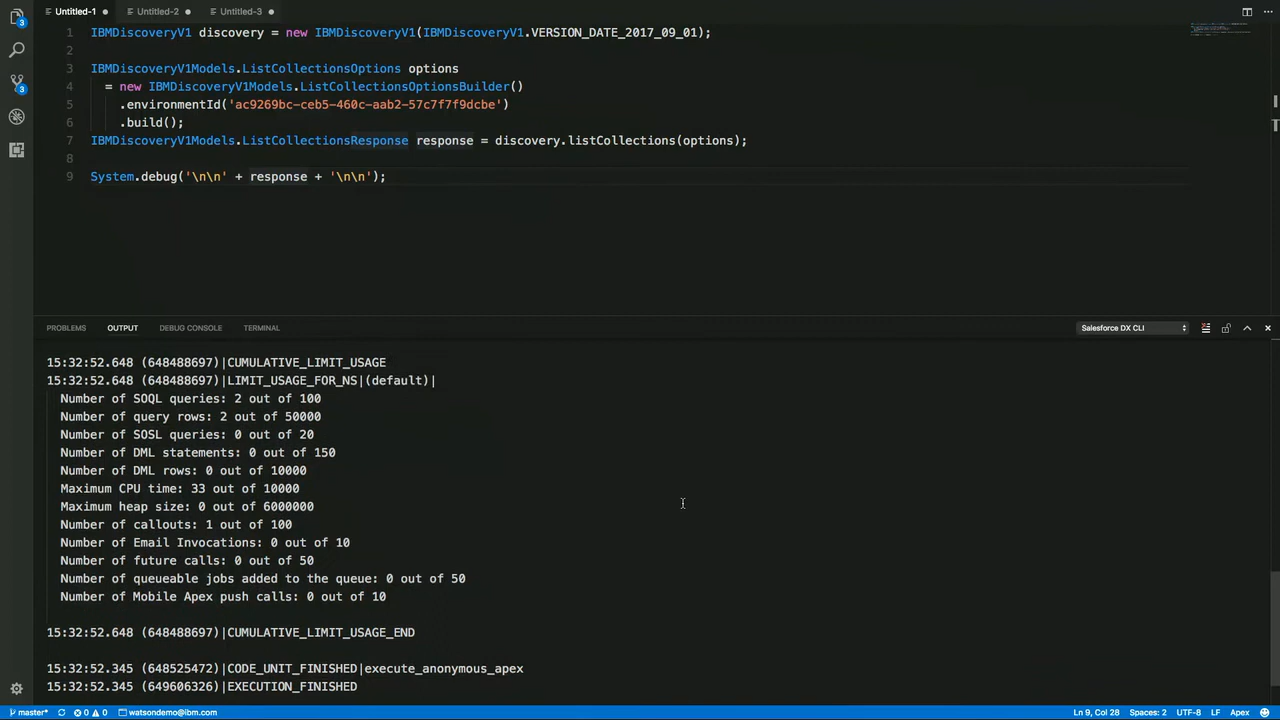 Untitled-1
Untitled-2
Untitled-3
3
3
1 IBMDiscoveryV1 discovery = new IBMDiscoveryV1(IBMDiscoveryV1.VERSION_DATE_2017_09_01);
2
3 IBMDiscoveryV1Models.ListCollectionsOptions options
4 = new IBMDiscoveryV1Models.ListCollectionsOptionsBuilder()
5 .environmentId('ac9269bc-ceb5-460c-aab2-57c7f7f9dcbe')
6 .build();
7 IBMDiscoveryV1Models.ListCollectionsResponse response = discovery.listCollections(options);
8
9 System.debug('\n\n' + response + '\n\n');
PROBLEMS OUTPUT DEBUG CONSOLE TERMINAL Salesforce DX CLI
15:32:52.648 (648488697)|CUMULATIVE_LIMIT_USAGE
15:32:52.648 (648488697)|LIMIT_USAGE_FOR_NS|(default)|
Number of SOQL queries: 2 out of 100
Number of query rows: 2 out of 50000
Number of SOSL queries: 0 out of 20
Number of DML statements: 0 out of 150
Number of DML rows: 0 out of 10000
Maximum CPU time: 33 out of 10000
Maximum heap size: 0 out of 6000000
Number of callouts: 1 out of 100
Number of Email Invocations: 0 out of 10
Number of future calls: 0 out of 50
Number of queueable jobs added to the queue: 0 out of 50
Number of Mobile Apex push calls: 0 out of 10
15:32:52.648 (648488697)|CUMULATIVE_LIMIT_USAGE_END
15:32:52.345 (648525472)|CODE_UNIT_FINISHED|execute_anonymous_apex
15:32:52.345 (649606326)|EXECUTION_FINISHED
master* 0 0 watsondemo@ibm.com Ln 9, Col 28 Spaces: 2 UTF-8 LF Apex